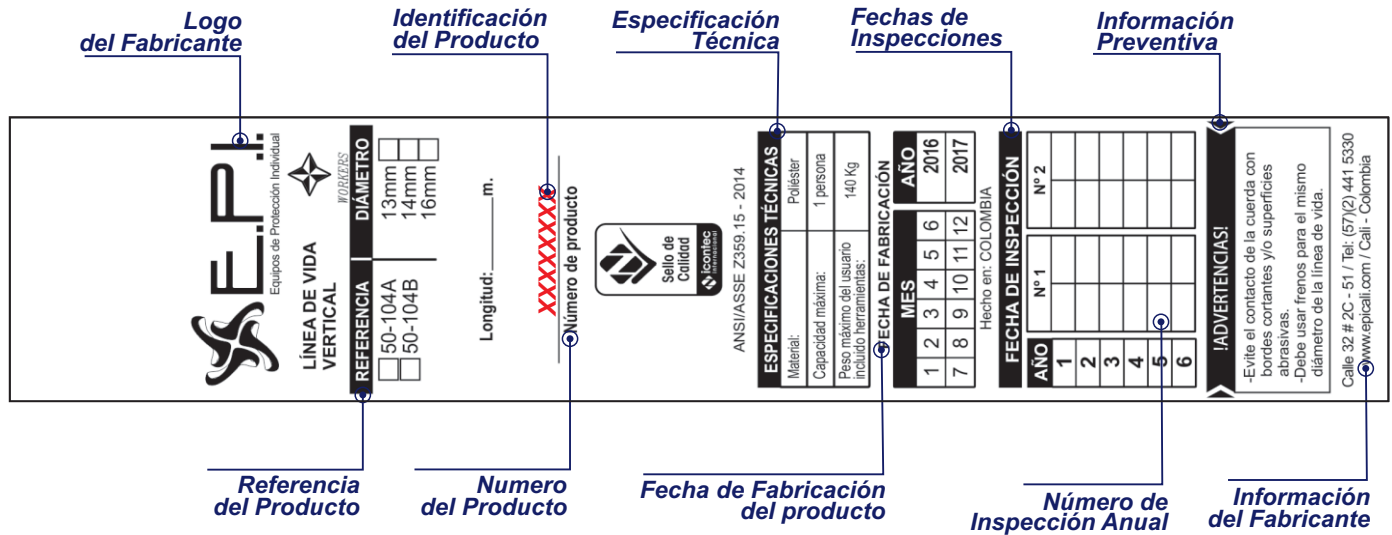 Logo
del Fabricante
Identificación
del Producto
Especificación
Técnica
Fechas de
Inspecciones
Información
Preventiva
E.P.I.
Equipos de Protección Individual
LÍNEA DE VIDA
VERTICAL
WORKERS
REFERENCIA DIÁMETRO
50-104A 13mm
50-104B 14mm
16mm
Longitud:________m.
XXXXXXXX
Número de producto
Sello de
Calidad
icontec
internacional
ANSI/ASSE Z359.15 - 2014
ESPECIFICACIONES TÉCNICAS
Material: Poliéster
Capacidad máxima: 1 persona
Peso máximo del usuario
incluido herramientas: 140 Kg
FECHA DE FABRICACIÓN
MES AÑO
1 2 3 4 5 6 2016
7 8 9 10 11 12 2017
Hecho en: COLOMBIA
FECHA DE INSPECCIÓN
AÑO Nº 1 Nº 2
1
2
3
4
5
6
!ADVERTENCIAS!
-Evite el contacto de la cuerda con
bordes cortantes y/o superficies
abrasivas.
-Debe usar frenos para el mismo
diámetro de la línea de vida.
Calle 32 # 2C - 51 / Tel: (57)(2) 441 5330
www.epicali.com / Cali - Colombia
Referencia
del Producto
Numero
del Producto
Fecha de Fabricación
del producto
Número de
Inspección Anual
Información
del Fabricante